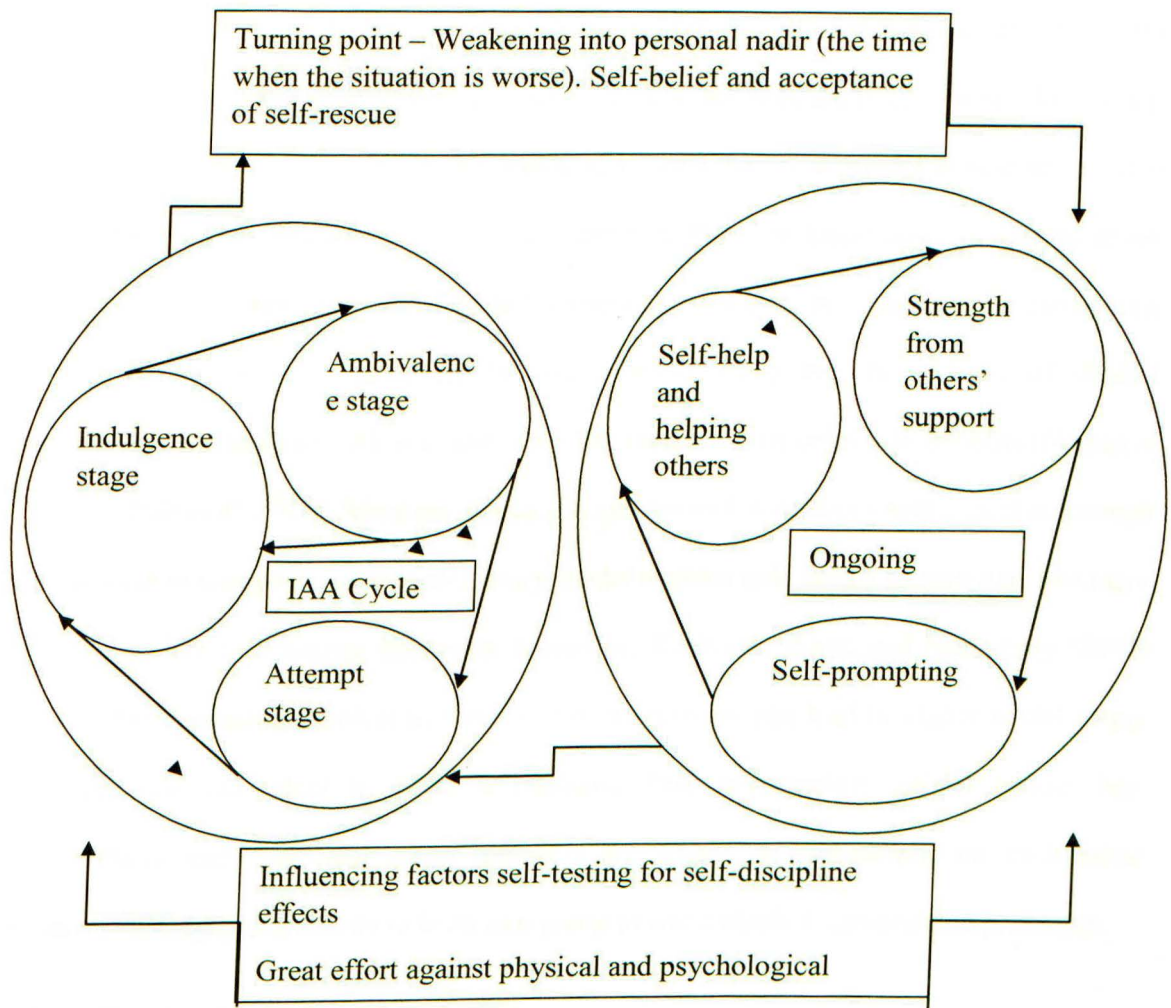 Turning point – Weakening into personal nadir (the time
when the situation is worse). Self-belief and acceptance
of self-rescue
Ambivalenc
e stage
Indulgence
stage
IAA Cycle
Attempt
stage
Strength
from
others'
support
Self-help
and
helping
others
Ongoing
Self-prompting
Influencing factors self-testing for self-discipline
effects
Great effort against physical and psychological